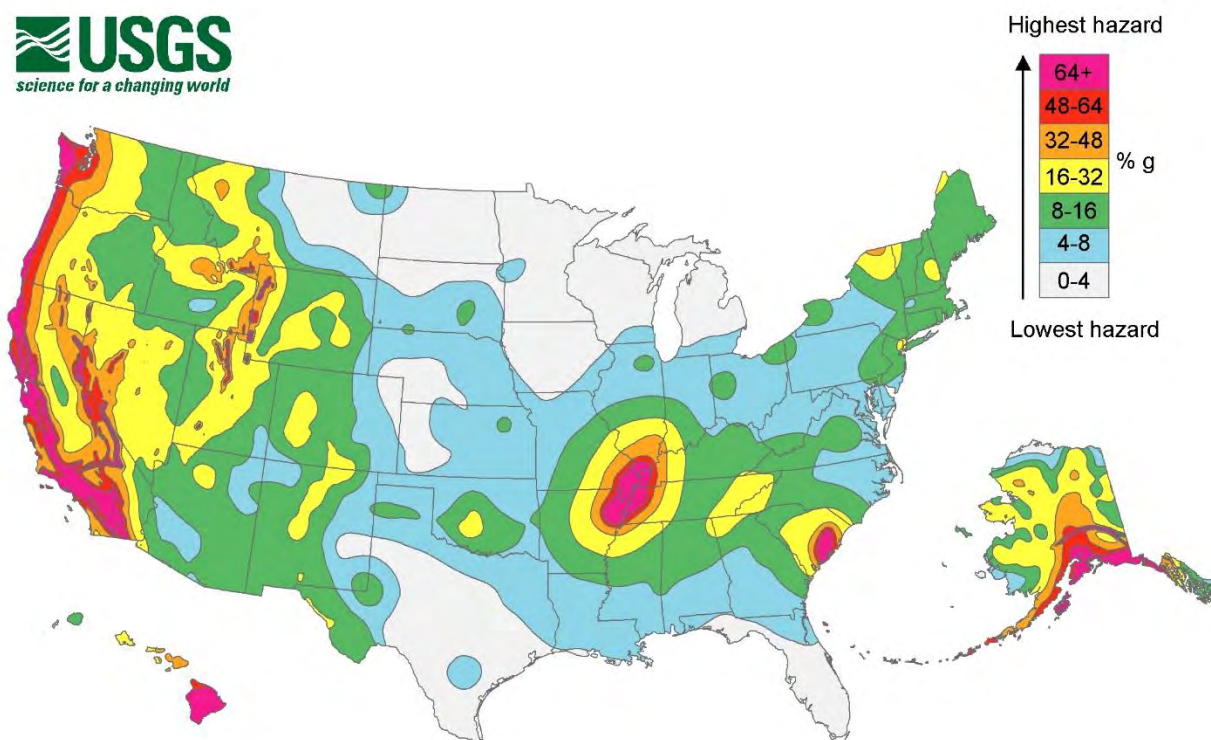 USGS
science for a changing world
Highest hazard
64+
48-64
32-48
16-32
8-16
4-8
0-4
% g
Lowest hazard